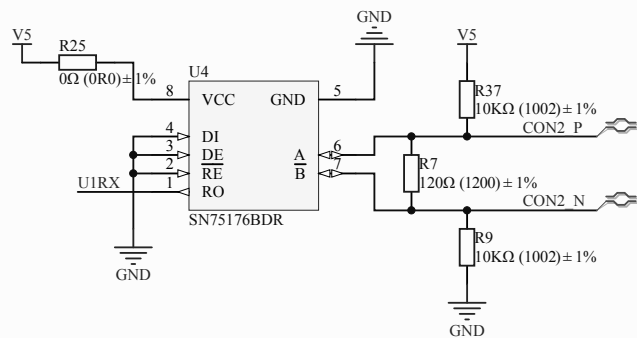 GND
V5
R25
0Ω (0R0) ± 1%
U4
8 VCC GND 5
4 DI
3 DE A 6
2 RE B 7
1 RO
U1RX
SN75176BDR
GND
V5
R37
10KΩ (1002) ± 1%
CON2_P
R7
120Ω (1200) ± 1%
CON2_N
R9
10KΩ (1002) ± 1%
GND